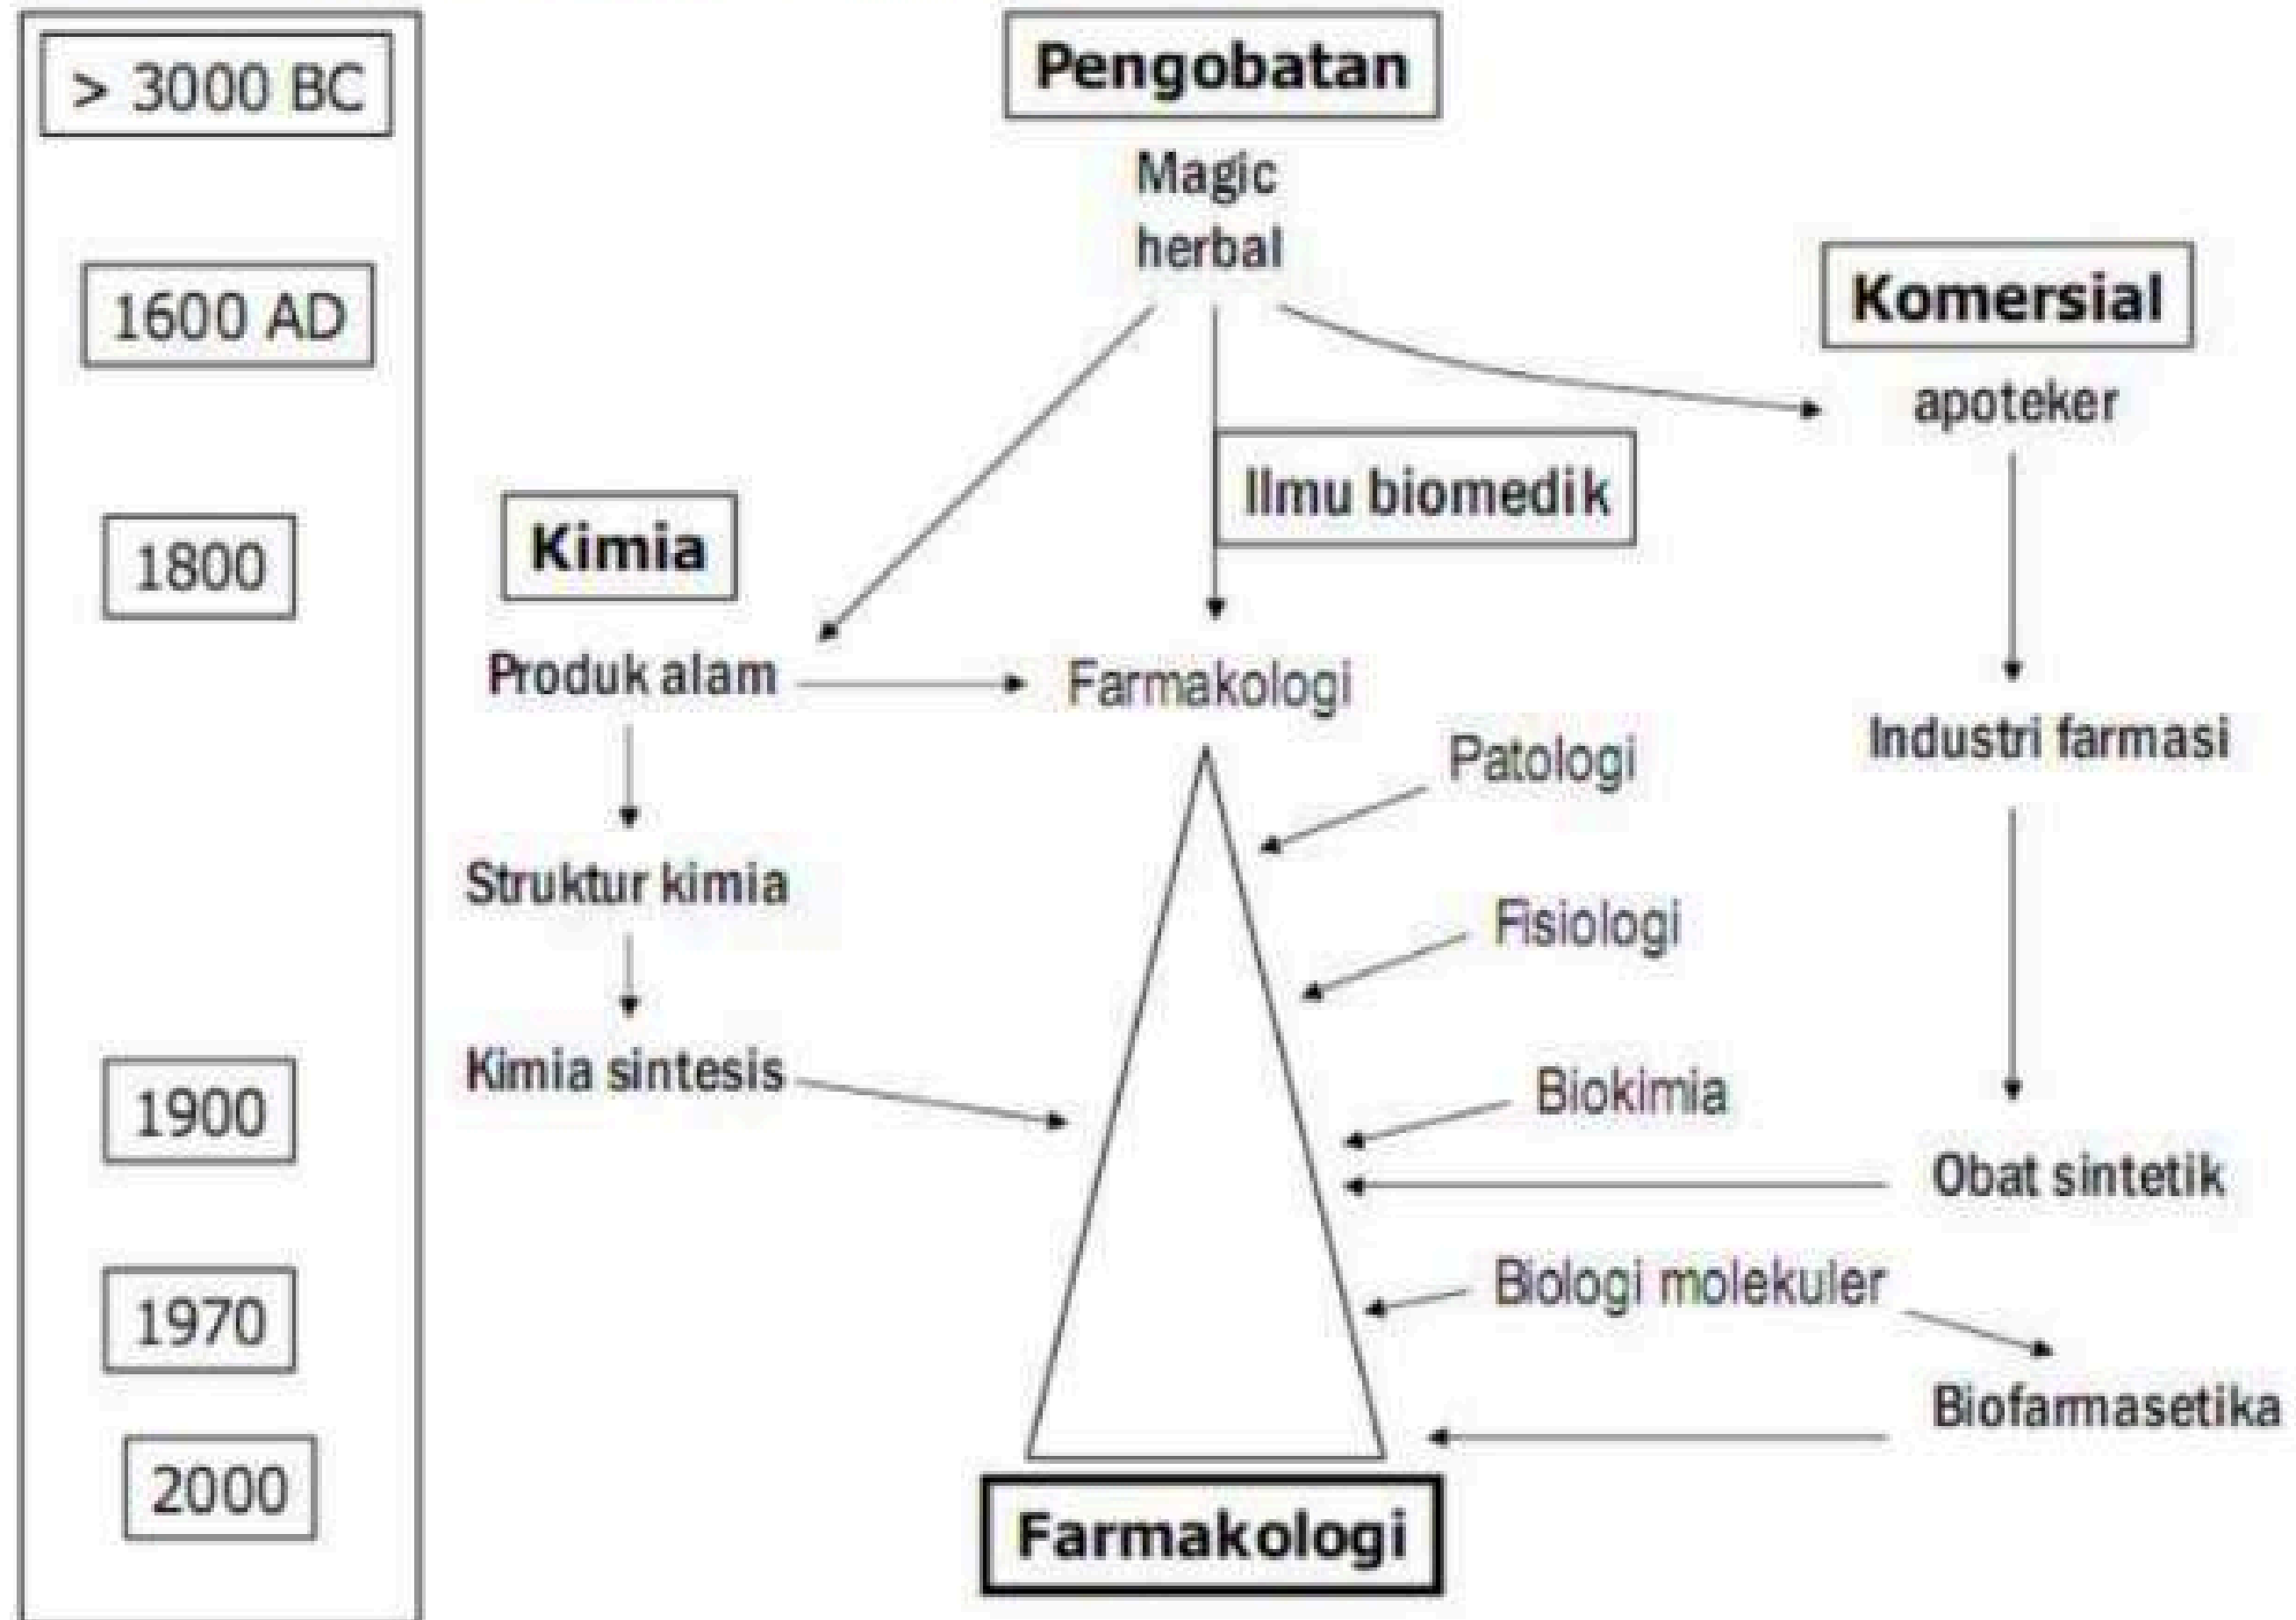 > 3000 BC
1600 AD
1800
1900
1970
2000
Pengobatan
Magic
herbal
Komersial
apoteker
Ilmu biomedik
Kimia
Produk alam
Farmakologi
Patologi
Industri farmasi
Struktur kimia
Fisiologi
Kimia sintesis
Biokimia
Obat sintetik
Biologi molekuler
Biofarmasetika
Farmakologi